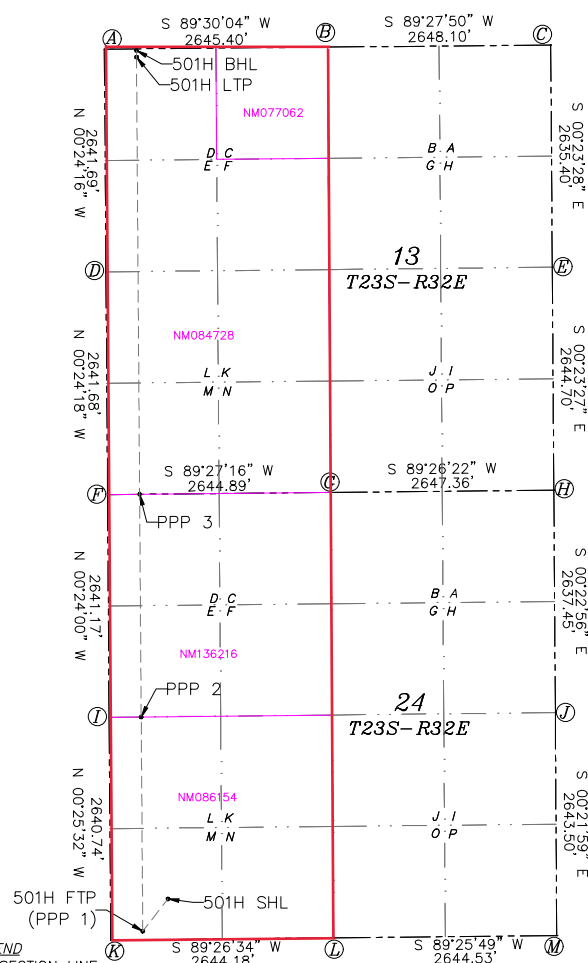 S 89°30'04" W
2645.40'
S 89°27'50" W
2648.10'
A
B
C
501H BHL
501H LTP
NM077062
N 00°24'16" W
2641.69'
D C
E F
B A
G H
S 00°23'28" E
2635.40'
13
T23S-R32E
D
E
NM084728
N 00°24'18" W
2641.68'
L K
M N
J I
O P
S 00°23'27" E
2644.70'
S 89°27'16" W
2644.89'
S 89°26'22" W
2647.36'
F
G
H
PPP 3
N 00°24'00" W
2641.17'
D C
E F
B A
G H
S 00°22'56" E
2637.45'
NM136216
PPP 2
24
T23S-R32E
I
J
NM086154
N 00°25'32" W
2640.74'
L K
M N
J I
O P
S 00°21'59" E
2643.50'
501H FTP
(PPP 1)
501H SHL
K
S 89°26'34" W
2644.18'
L
S 89°25'49" W
2644.53'
M